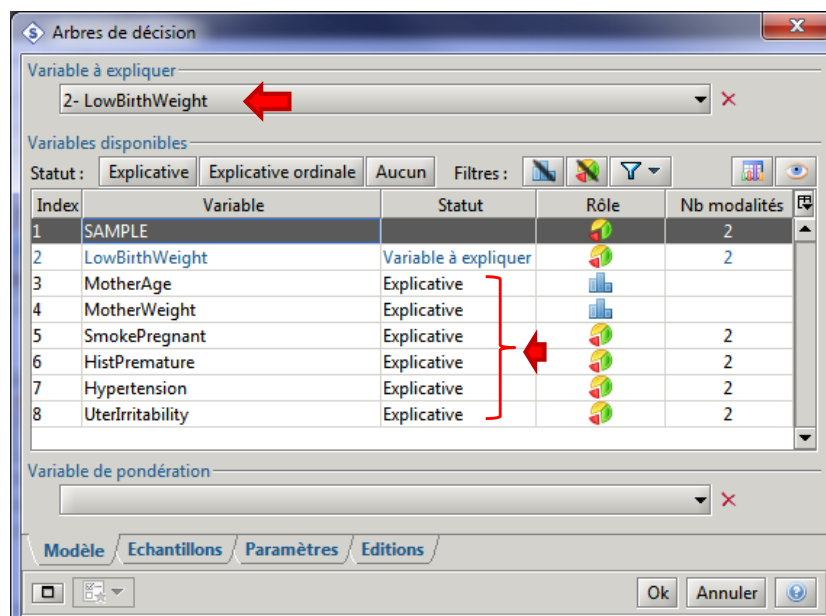 Arbres de décision
Variable à expliquer
2- LowBirthWeight
Variables disponibles
Statut : Explicative Explicative ordinale Aucun Filtres :
Index Variable Statut Rôle Nb modalités
1 SAMPLE 2
2 LowBirthWeight Variable à expliquer 2
3 MotherAge Explicative
4 MotherWeight Explicative
5 SmokePregnant Explicative 2
6 HistPremature Explicative 2
7 Hypertension Explicative 2
8 UterIrritability Explicative 2
Variable de pondération
Modèle Echantillons Paramètres Editions
Ok Annuler